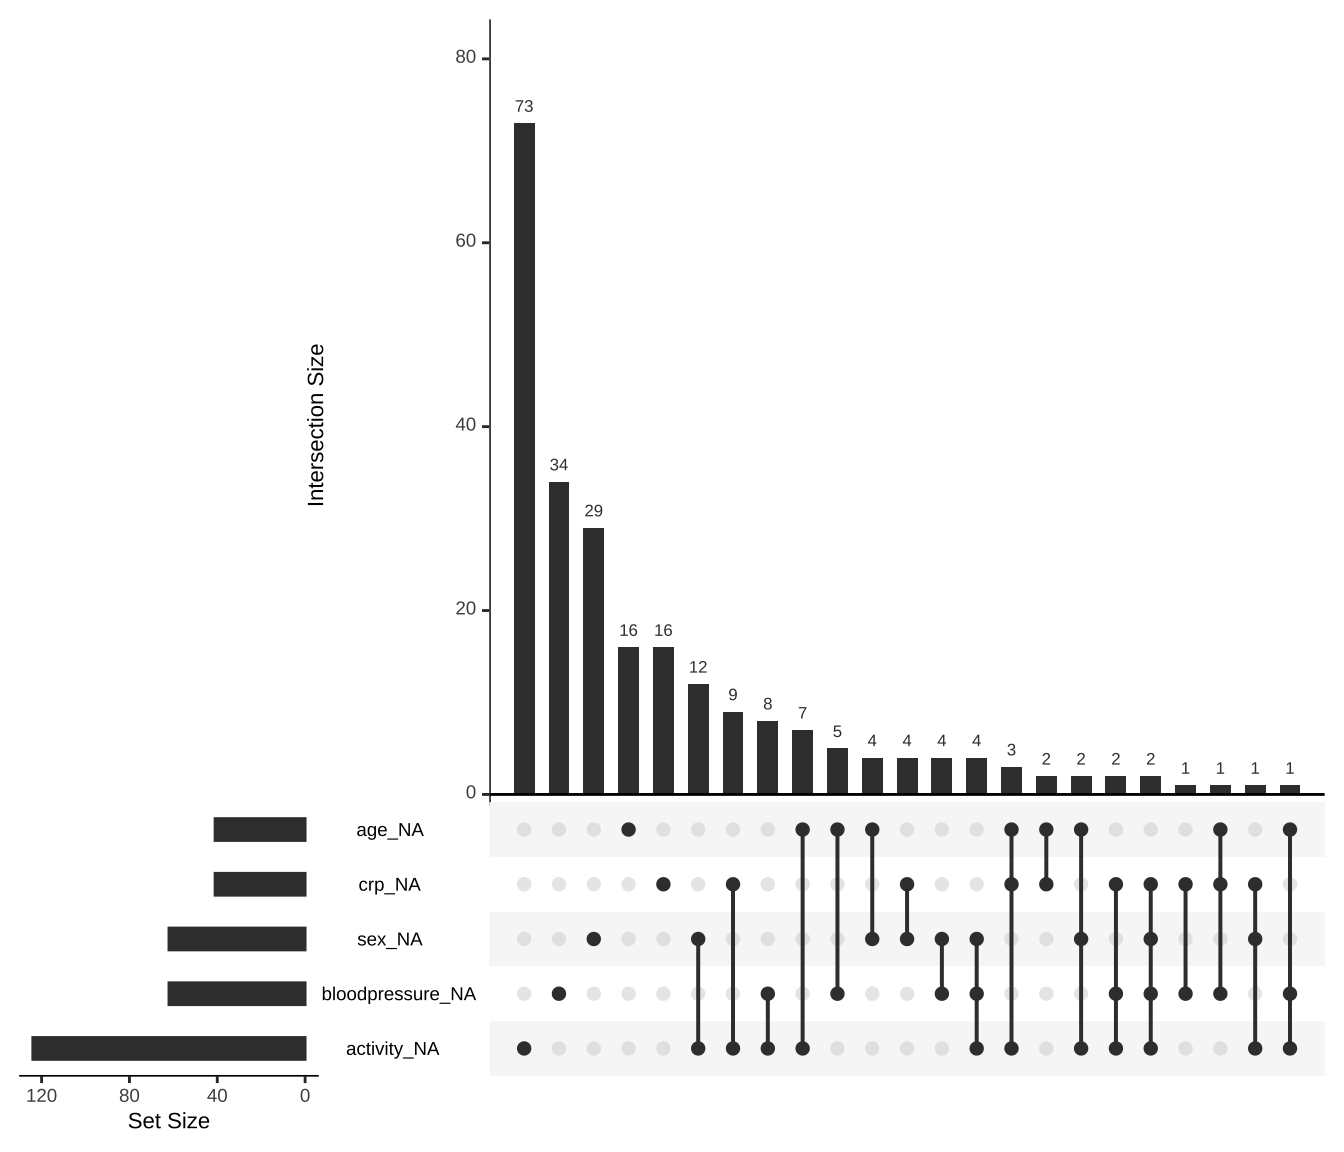 80
73
60
Intersection Size
40
34
29
20
16 16
12
9
8
7
5
4 4 4 4
3
2 2 2 2
1 1 1 1
0
age_NA
crp_NA
sex_NA
bloodpressure_NA
activity_NA
120 80 40 0
Set Size